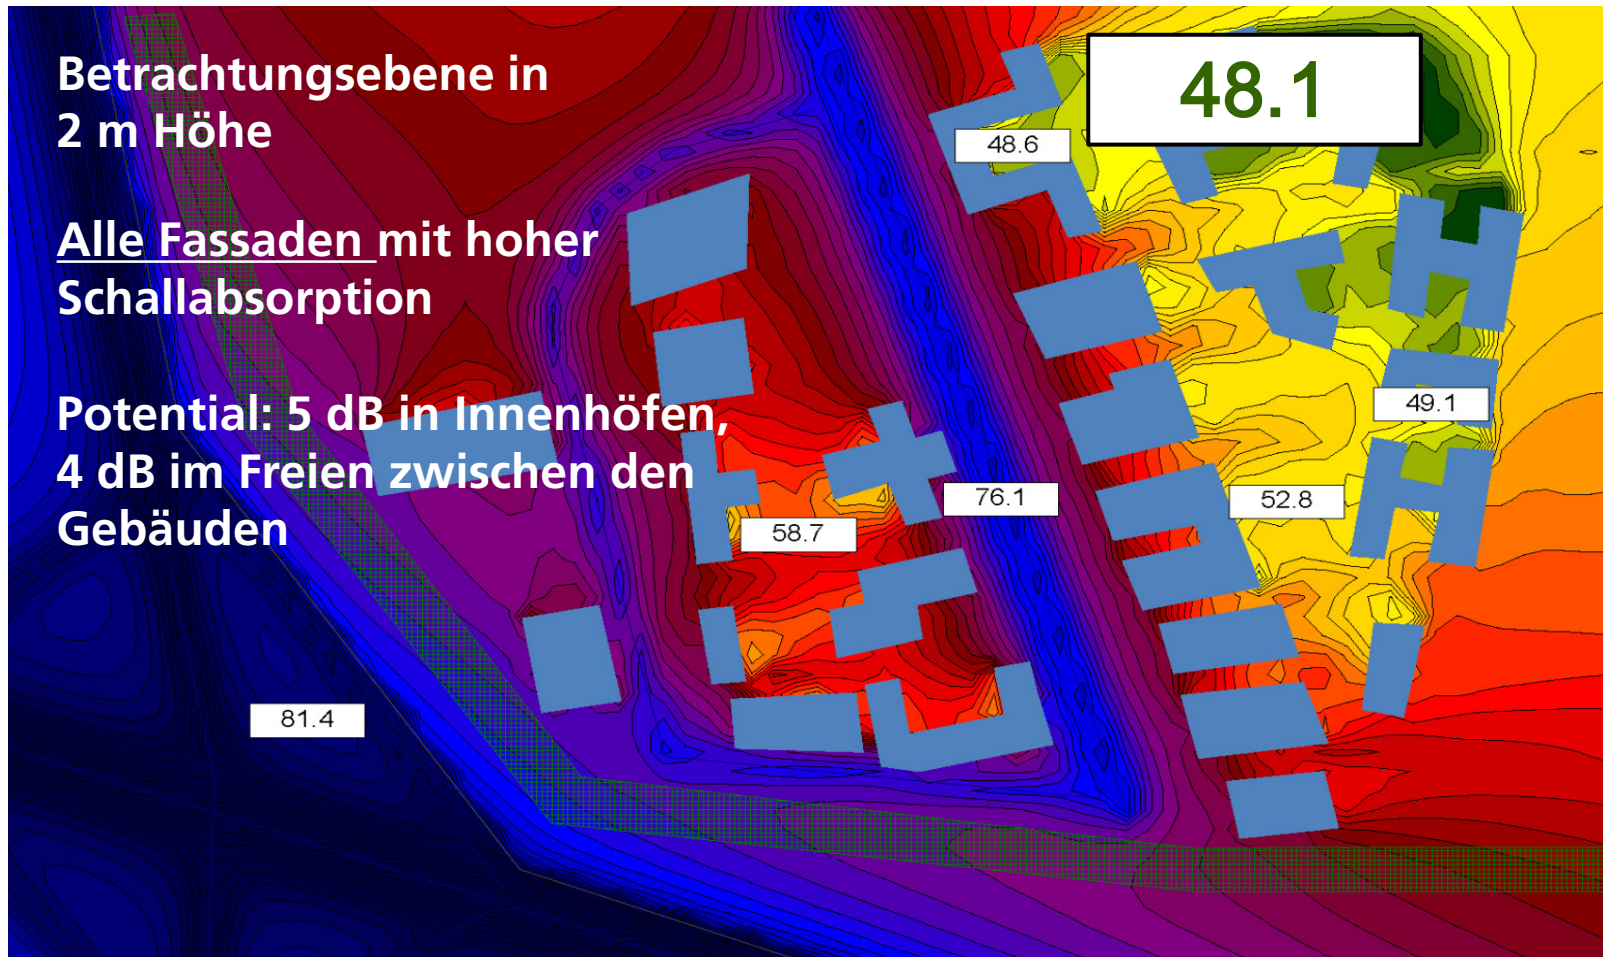 Betrachtungsebene in
2 m Höhe
Alle Fassaden mit hoher
Schallabsorption
Potential: 5 dB in Innenhöfen,
4 dB im Freien zwischen den
Gebäuden
48.1
48.6
49.1
52.8
76.1
58.7
81.4